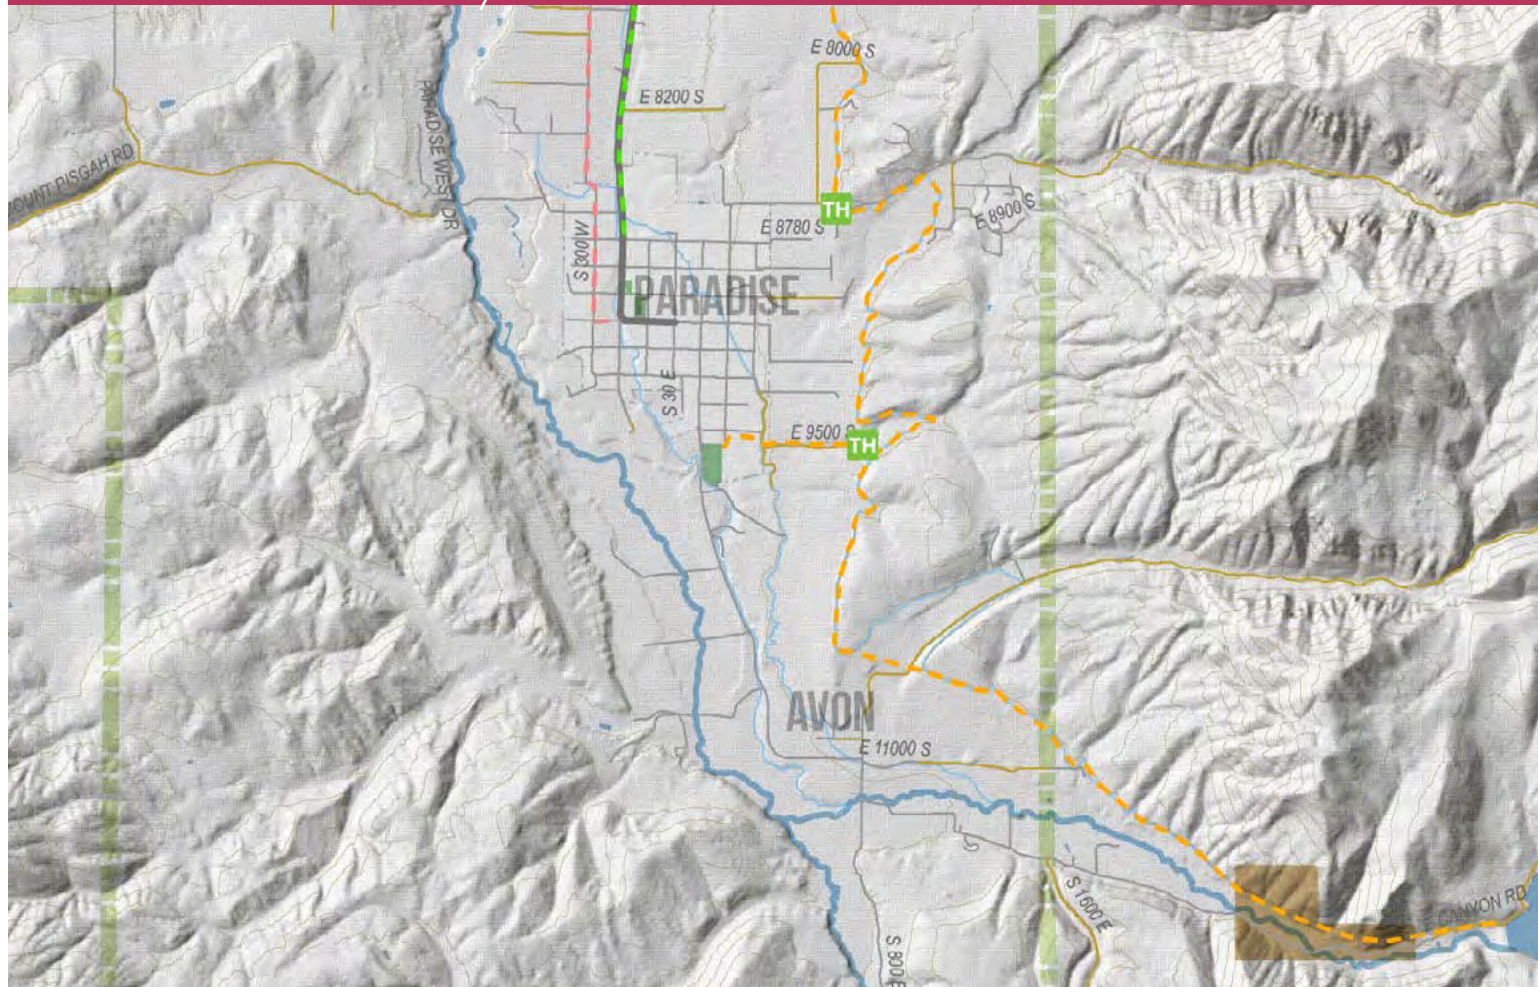 E 8000 S
E 8200 S
PARADISE WEST DR
MOUNT PISGAH RD
TH
E 8900 S
E 8780 S
S 300 W
PARADISE
S 30 E
E 9500 S
TH
AVON
E 11000 S
S 1600 E
CANYON RD
S 800 E